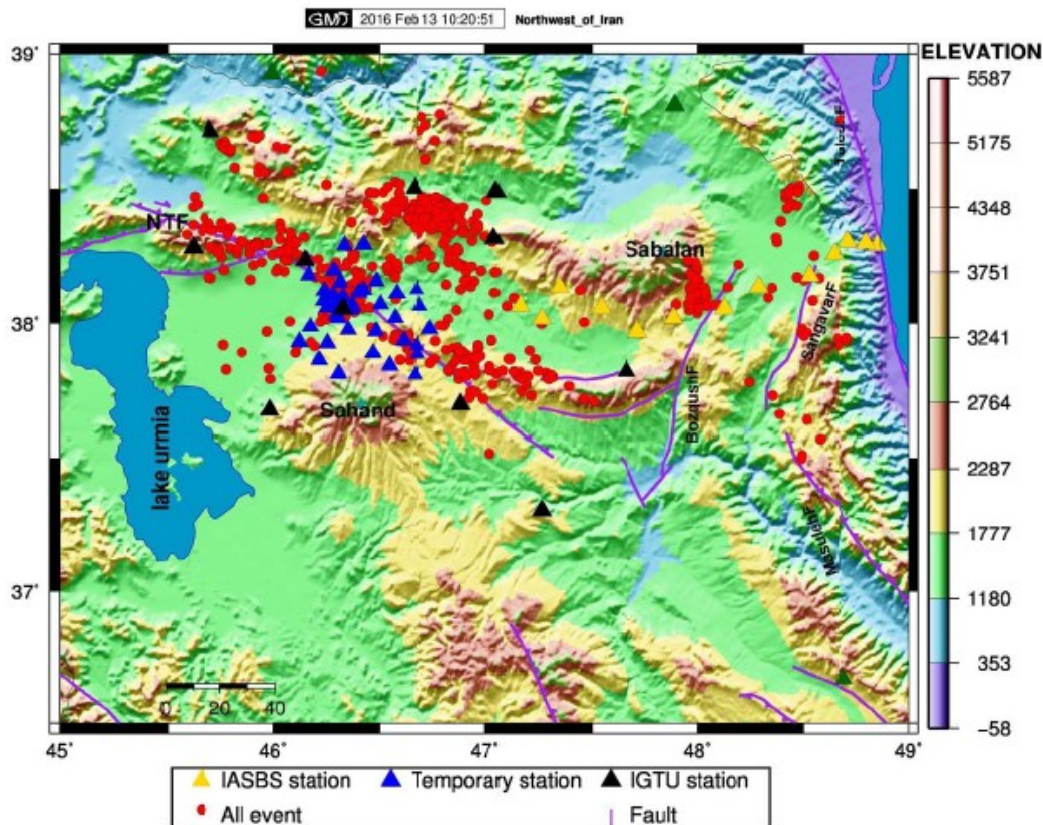 GMT 2016 Feb 13 10:20:51 Northwest_of_Iran
ELEVATION
39˚
38˚
37˚
45˚ 46˚ 47˚ 48˚ 49˚
5587
5175
4348
3751
3241
2764
2287
1777
1180
353
−58
NTF
Sabalan
SangavarF
BozqushF
Sahand
lake urmia
MasulehF
0 20 40
IASBS station Temporary station IGTU station
All event Fault